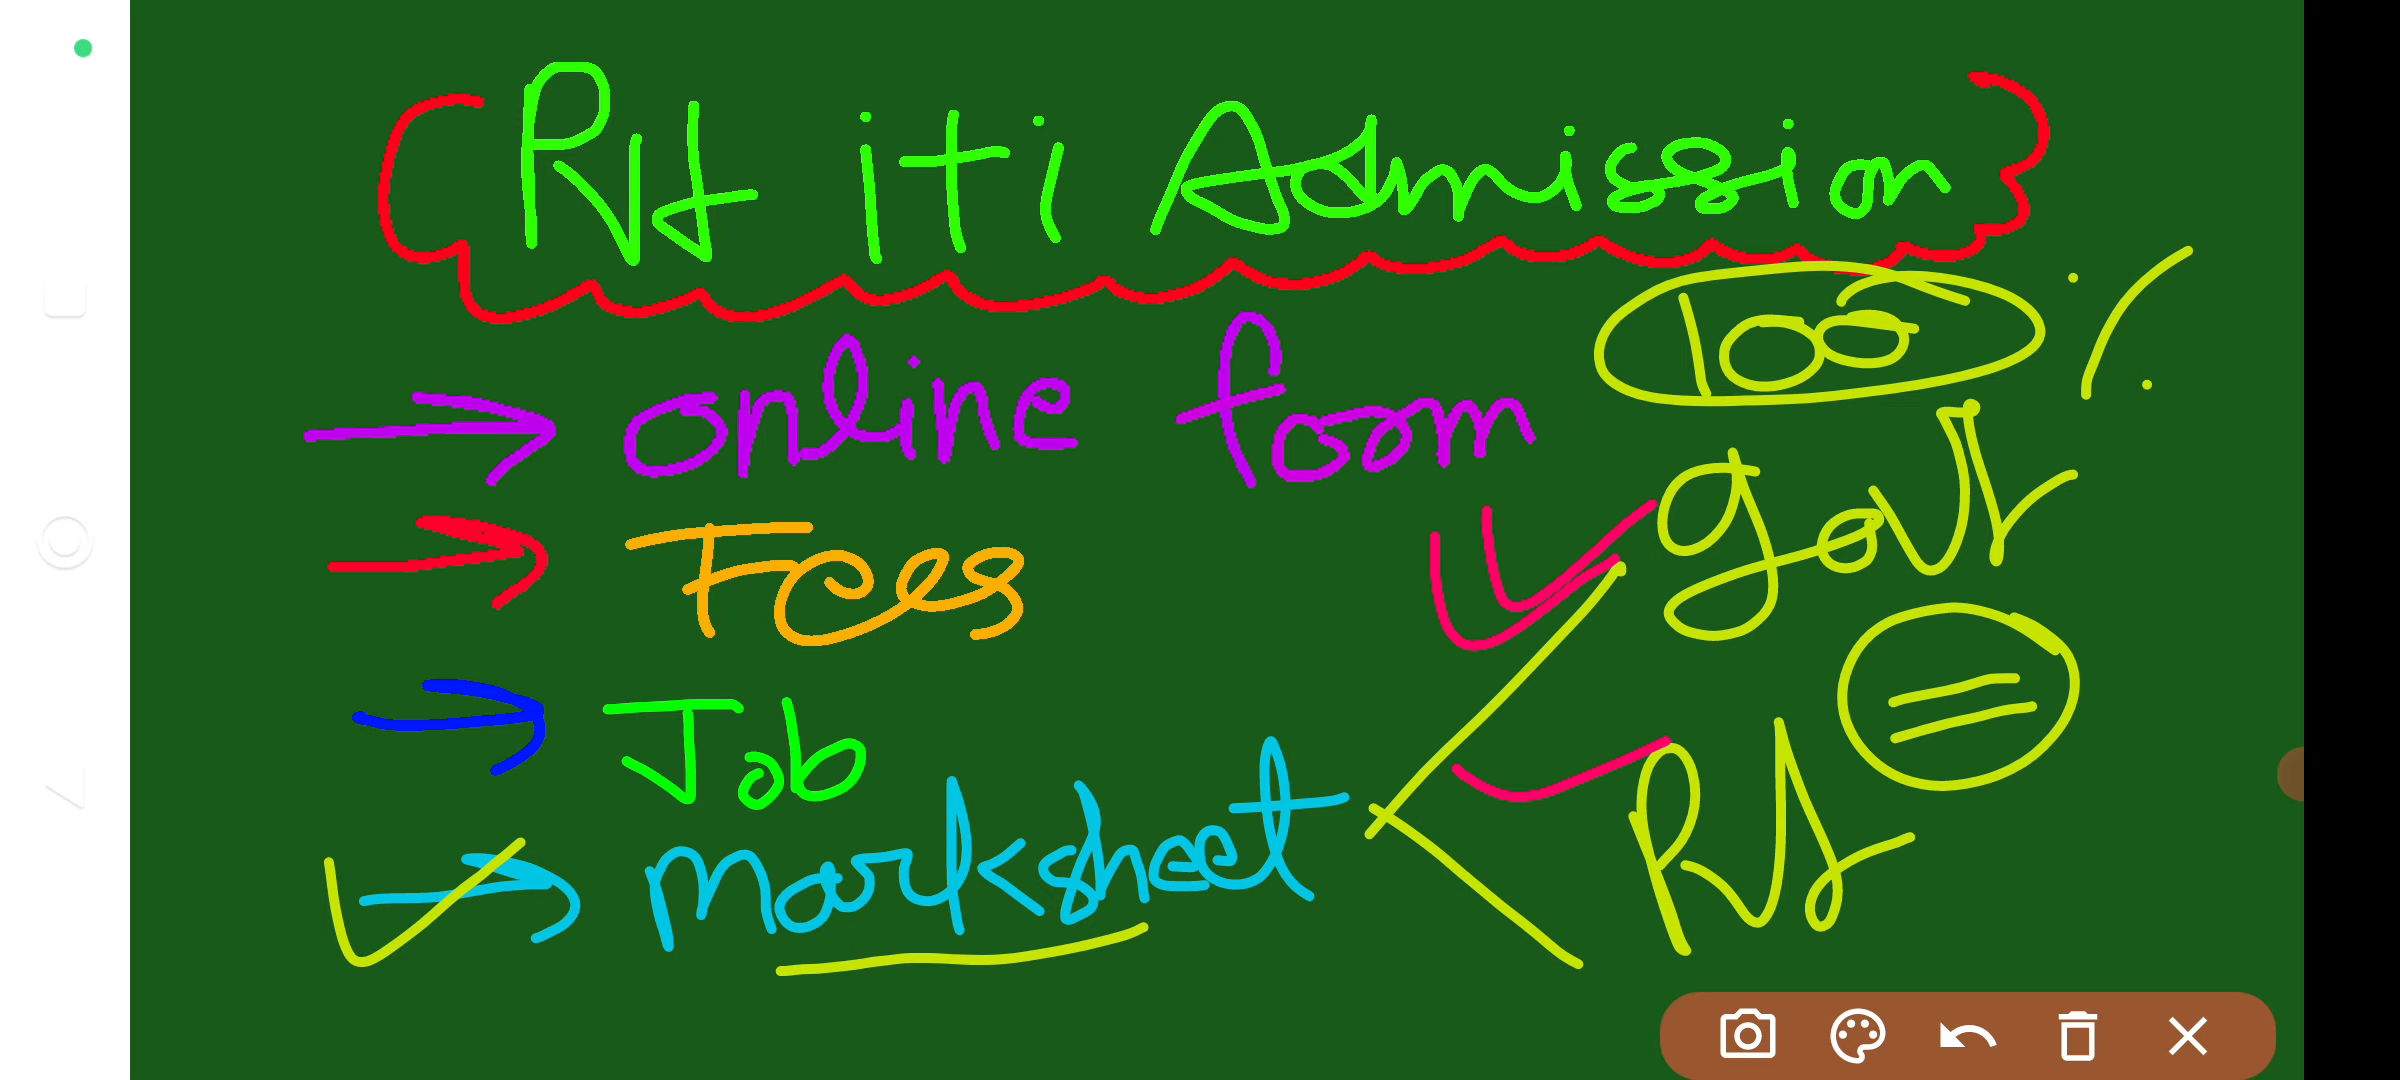 Pvt iti Admission
100 %
→ online form
→ Fees
Govt
→ Job
→ marksheet
Pvt